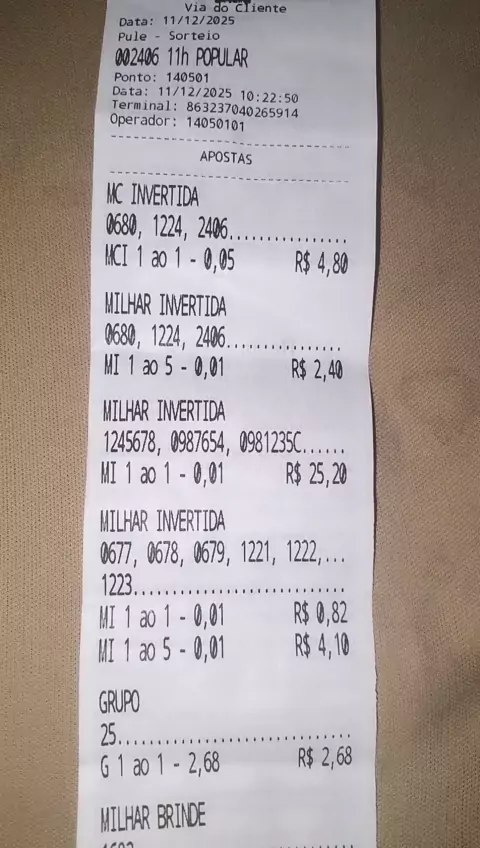 Via do Cliente
Data: 11/12/2025
Pule - Sorteio
002406 11h POPULAR
Ponto: 140501
Data: 11/12/2025 10:22:50
Terminal: 863237040265914
Operador: 14050101
APOSTAS
MC INVERTIDA
0680, 1224, 2406.................
MCI 1 ao 1 - 0,05 R$ 4,80
MILHAR INVERTIDA
0680, 1224, 2406.................
MI 1 ao 5 - 0,01 R$ 2,40
MILHAR INVERTIDA
1245678, 0987654, 0981235C......
MI 1 ao 1 - 0,01 R$ 25,20
MILHAR INVERTIDA
0677, 0678, 0679, 1221, 1222,...
1223.............................
MI 1 ao 1 - 0,01 R$ 0,82
MI 1 ao 5 - 0,01 R$ 4,10
GRUPO
25...............................
G 1 ao 1 - 2,68 R$ 2,68
MILHAR BRINDE